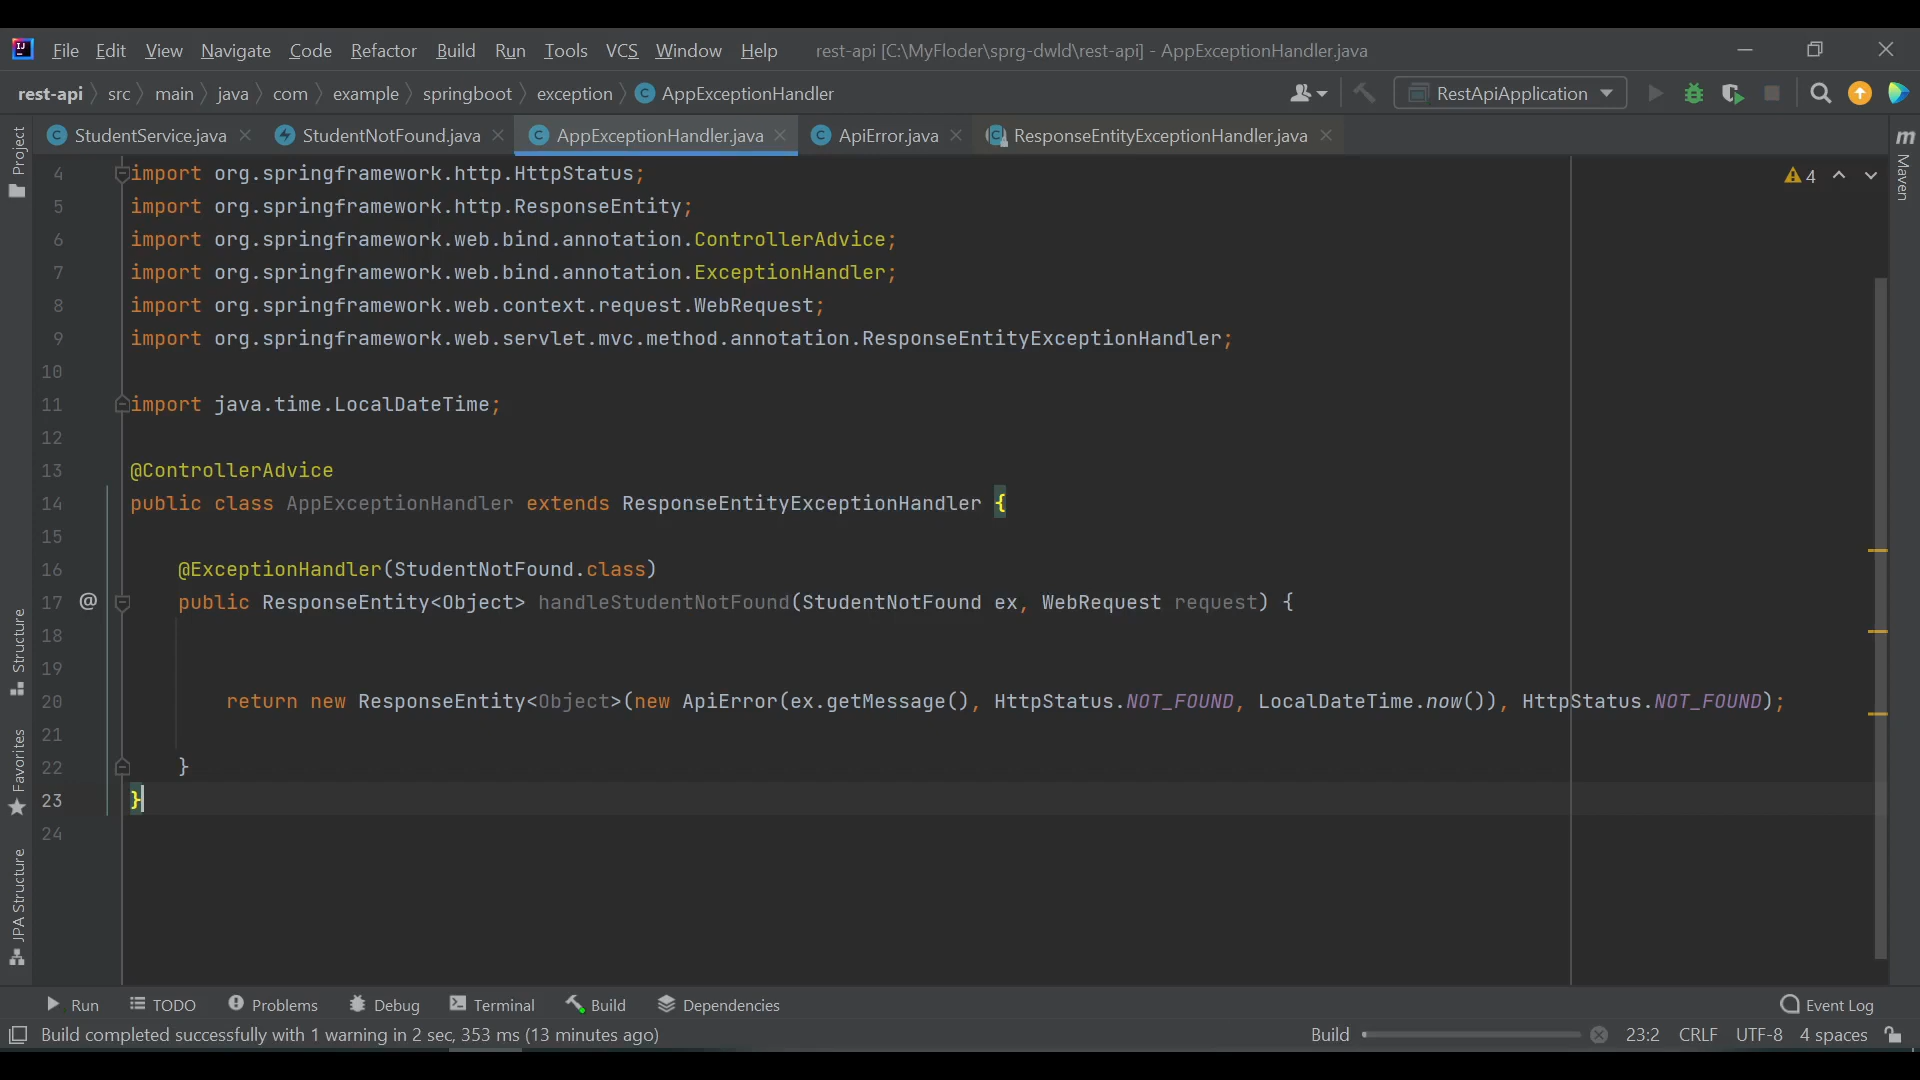 IJ File Edit View Navigate Code Refactor Build Run Tools VCS Window Help rest-api [C:\MyFloder\sprg-dwld\rest-api] - AppExceptionHandler.java
rest-api src main java com example springboot exception C AppExceptionHandler RestApiApplication
C StudentService.java StudentNotFound.java C AppExceptionHandler.java C ApiError.java C ResponseEntityExceptionHandler.java
Project
Structure
Favorites
JPA Structure
m Maven
4
4 import org.springframework.http.HttpStatus;
5 import org.springframework.http.ResponseEntity;
6 import org.springframework.web.bind.annotation.ControllerAdvice;
7 import org.springframework.web.bind.annotation.ExceptionHandler;
8 import org.springframework.web.context.request.WebRequest;
9 import org.springframework.web.servlet.mvc.method.annotation.ResponseEntityExceptionHandler;
10
11 import java.time.LocalDateTime;
12
13 @ControllerAdvice
14 public class AppExceptionHandler extends ResponseEntityExceptionHandler {
15
16 @ExceptionHandler(StudentNotFound.class)
17 @ public ResponseEntity<Object> handleStudentNotFound(StudentNotFound ex, WebRequest request) {
18
19
20 return new ResponseEntity<Object>(new ApiError(ex.getMessage(), HttpStatus.NOT_FOUND, LocalDateTime.now()), HttpStatus.NOT_FOUND);
21
22 }
23 }
24
Run TODO Problems Debug Terminal Build Dependencies Event Log
Build completed successfully with 1 warning in 2 sec, 353 ms (13 minutes ago) Build 23:2 CRLF UTF-8 4 spaces